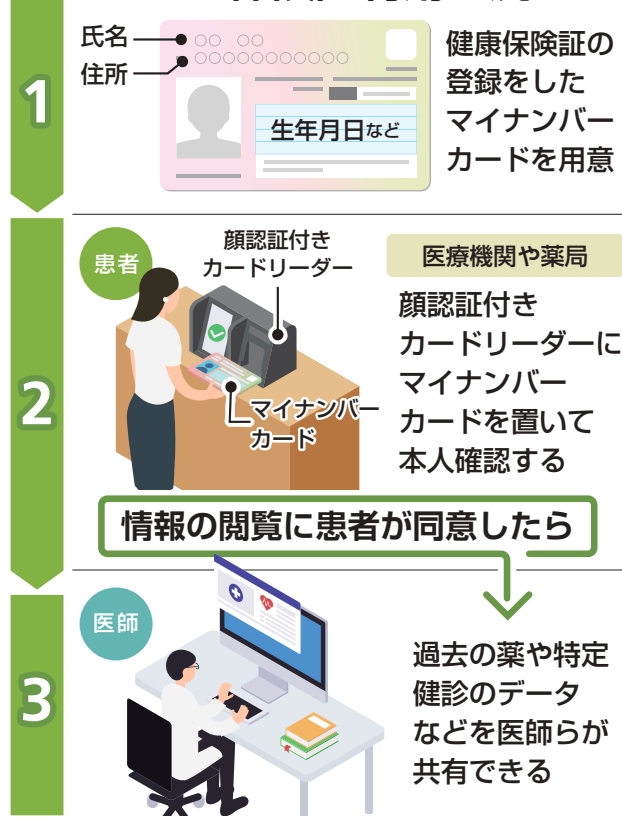 1
氏名
住所
生年月日など
健康保険証の
登録をした
マイナンバー
カードを用意
2
患者
顔認証付き
カードリーダー
マイナンバー
カード
医療機関や薬局
顔認証付き
カードリーダーに
マイナンバー
カードを置いて
本人確認する
情報の閲覧に患者が同意したら
3
医師
過去の薬や特定
健診のデータ
などを医師らが
共有できる